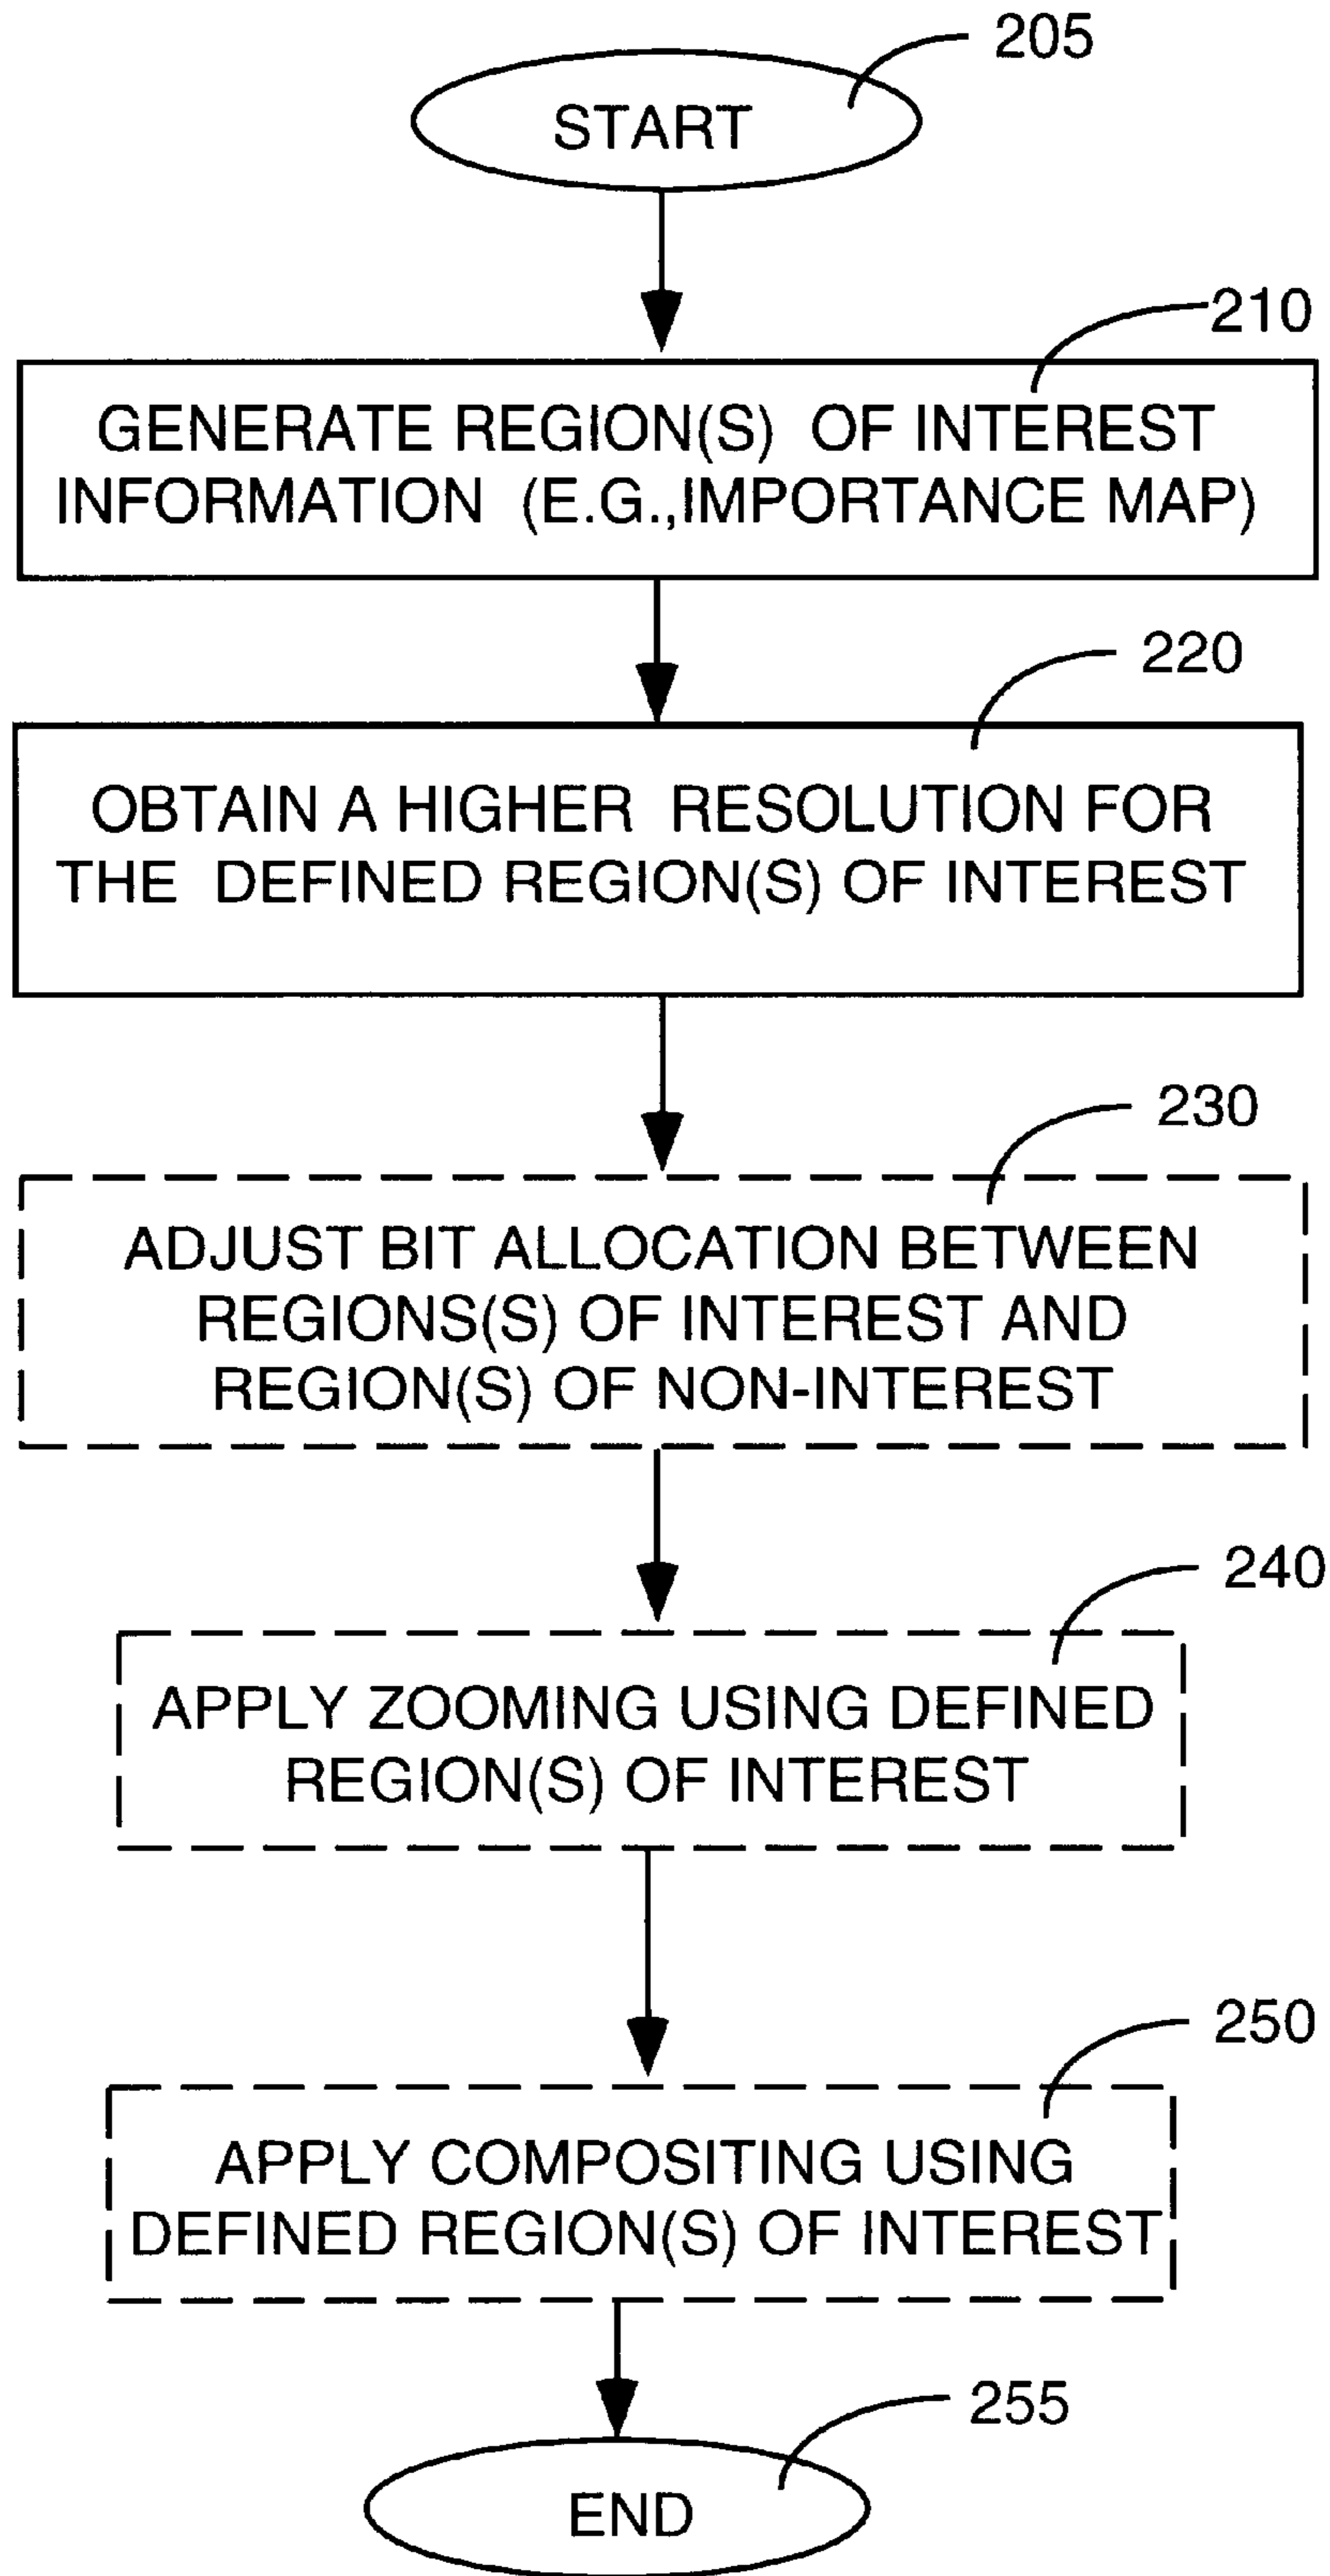 205
START
210
GENERATE REGION(S) OF INTEREST
INFORMATION (E.G.,IMPORTANCE MAP)
220
OBTAIN A HIGHER RESOLUTION FOR
THE DEFINED REGION(S) OF INTEREST
230
ADJUST BIT ALLOCATION BETWEEN
REGIONS(S) OF INTEREST AND
REGION(S) OF NON-INTEREST
240
APPLY ZOOMING USING DEFINED
REGION(S) OF INTEREST
250
APPLY COMPOSITING USING
DEFINED REGION(S) OF INTEREST
255
END